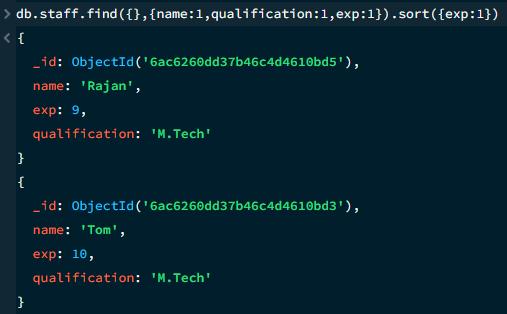 db.staff.find({},{name:1,qualification:1,exp:1}).sort({exp:1})
{
_id: ObjectId('6ac6260dd37b46c4d4610bd5'),
name: 'Rajan',
exp: 9,
qualification: 'M.Tech'
}
{
_id: ObjectId('6ac6260dd37b46c4d4610bd3'),
name: 'Tom',
exp: 10,
qualification: 'M.Tech'
}